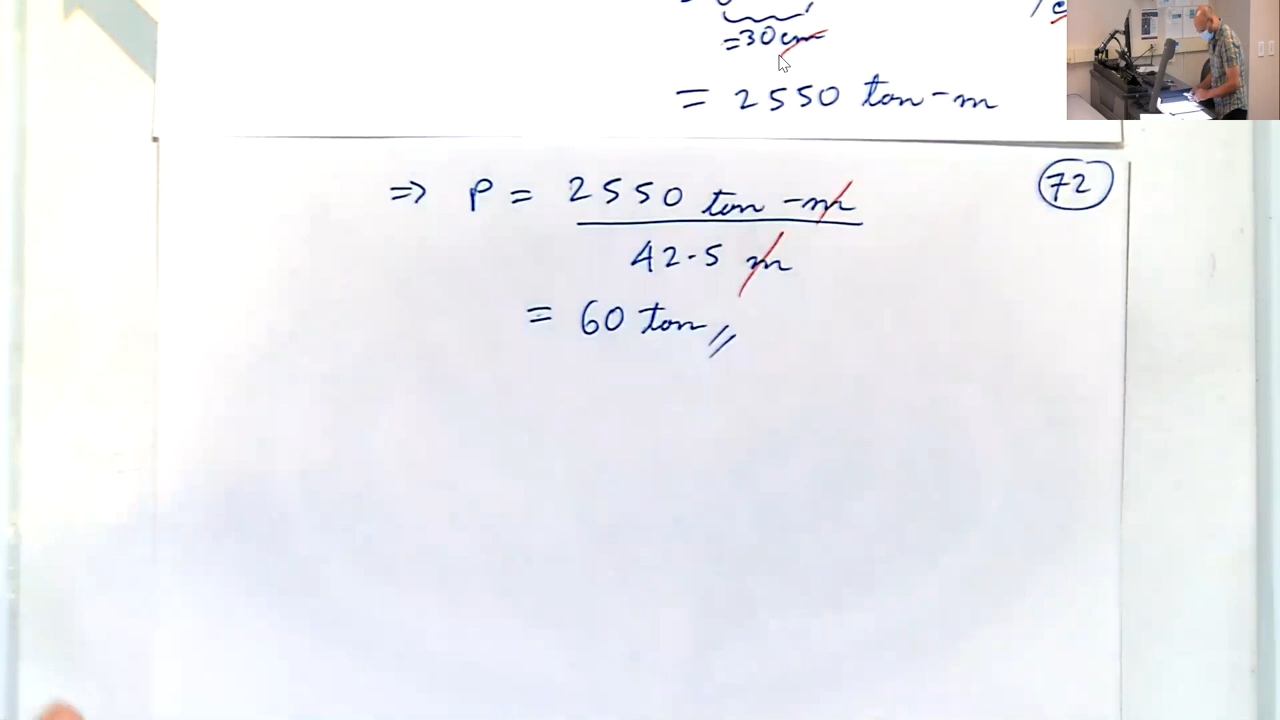 =30cm
= 2550 ton-m
72
⇒ P = 2550 ton-m
42.5 m
= 60 ton